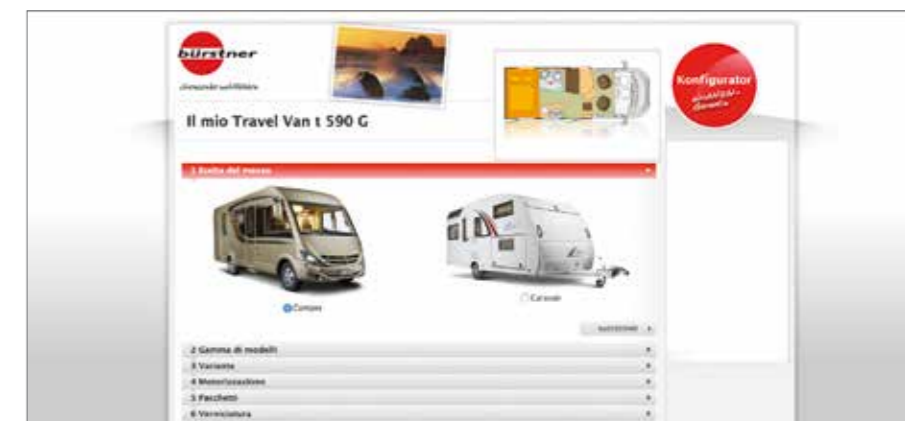 bürstner
Konfigurator
Il mio Travel Van t 590 G
1 Scelta del mezzo
Camper
Caravan
2 Gamma di modelli
3 Variante
4 Motorizzazione
5 Pacchetti
6 Verniciatura